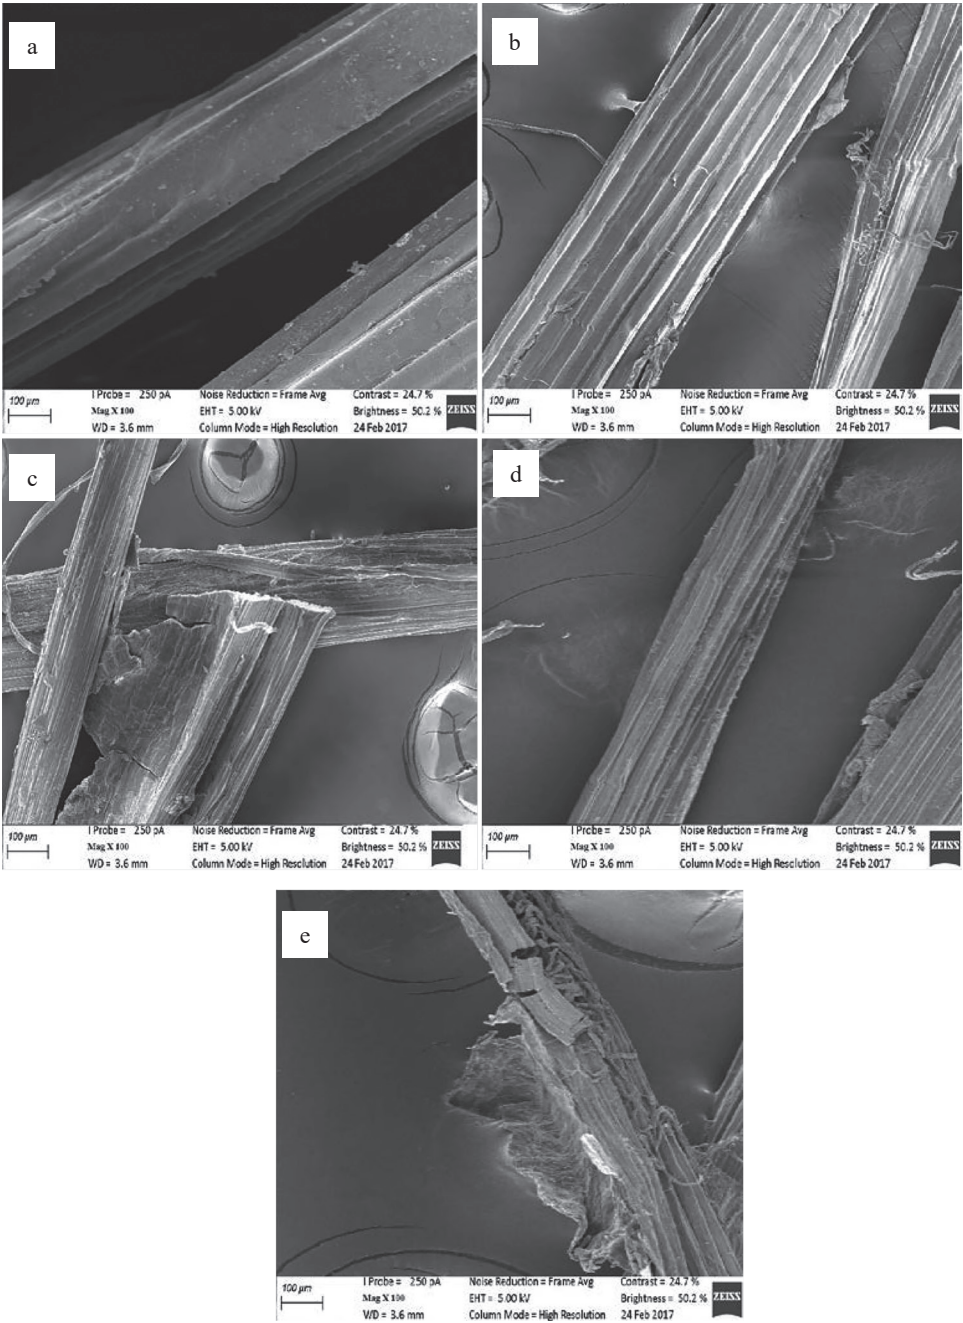 a
100 μm
I Probe = 250 pA Noise Reduction = Frame Avg Contrast = 24.7 %
Mag X 100 EHT = 5.00 kV Brightness = 50.2 % ZEISS
WD = 3.6 mm Column Mode = High Resolution 24 Feb 2017
b
100 μm
I Probe = 250 pA Noise Reduction = Frame Avg Contrast = 24.7 %
Mag X 100 EHT = 5.00 kV Brightness = 50.2 % ZEISS
WD = 3.6 mm Column Mode = High Resolution 24 Feb 2017
c
100 μm
I Probe = 250 pA Noise Reduction = Frame Avg Contrast = 24.7 %
Mag X 100 EHT = 5.00 kV Brightness = 50.2 % ZEISS
WD = 3.6 mm Column Mode = High Resolution 24 Feb 2017
d
100 μm
I Probe = 250 pA Noise Reduction = Frame Avg Contrast = 24.7 %
Mag X 100 EHT = 5.00 kV Brightness = 50.2 % ZEISS
WD = 3.6 mm Column Mode = High Resolution 24 Feb 2017
e
100 μm
I Probe = 250 pA Noise Reduction = Frame Avg Contrast = 24.7 %
Mag X 100 EHT = 5.00 kV Brightness = 50.2 % ZEISS
WD = 3.6 mm Column Mode = High Resolution 24 Feb 2017